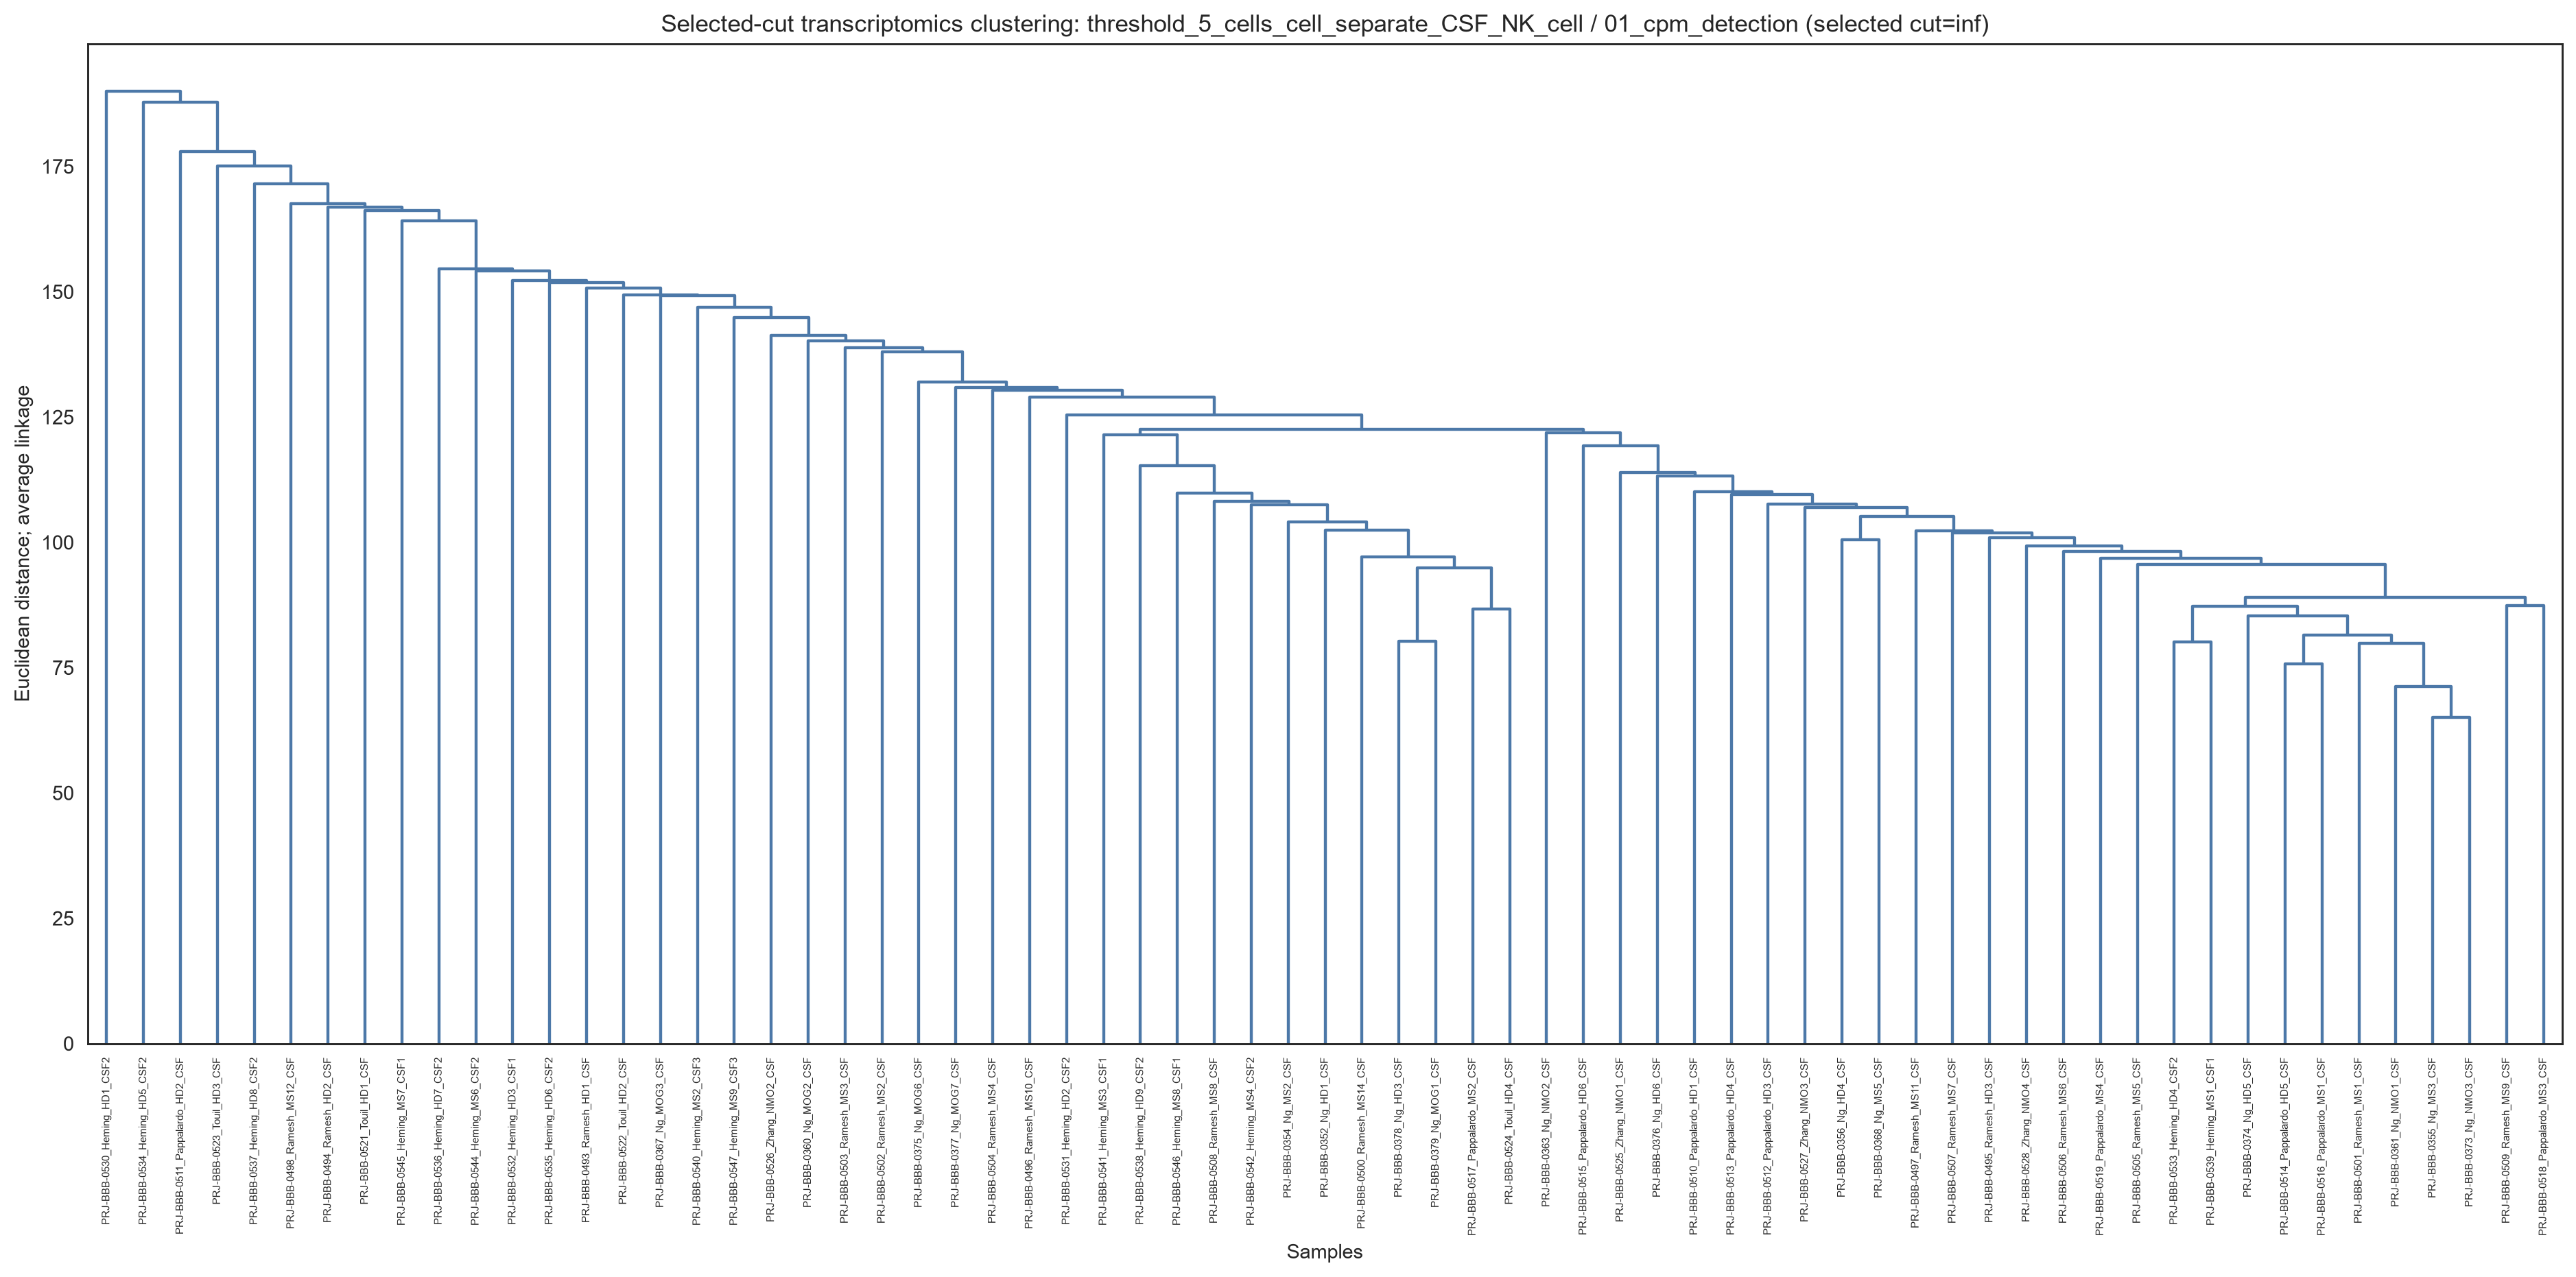 Selected-cut transcriptomics clustering: threshold_5_cells_cell_separate_CSF_NK_cell / 01_cpm_detection (selected cut=inf)
Euclidean distance; average linkage
175
150
125
100
75
50
25
0
PRJ-BBB-0530_Heming_HD1_CSF2
PRJ-BBB-0534_Heming_HD5_CSF2
PRJ-BBB-0511_Pappalardo_HD2_CSF
PRJ-BBB-0523_Touil_HD3_CSF
PRJ-BBB-0537_Heming_HD8_CSF2
PRJ-BBB-0498_Ramesh_MS12_CSF
PRJ-BBB-0494_Ramesh_HD2_CSF
PRJ-BBB-0521_Touil_HD1_CSF
PRJ-BBB-0545_Heming_MS7_CSF1
PRJ-BBB-0536_Heming_HD7_CSF2
PRJ-BBB-0544_Heming_MS6_CSF2
PRJ-BBB-0532_Heming_HD3_CSF1
PRJ-BBB-0535_Heming_HD6_CSF2
PRJ-BBB-0493_Ramesh_HD1_CSF
PRJ-BBB-0522_Touil_HD2_CSF
PRJ-BBB-0367_Ng_MOG3_CSF
PRJ-BBB-0540_Heming_MS2_CSF3
PRJ-BBB-0547_Heming_MS9_CSF3
PRJ-BBB-0526_Zhang_NMO2_CSF
PRJ-BBB-0360_Ng_MOG2_CSF
PRJ-BBB-0503_Ramesh_MS3_CSF
PRJ-BBB-0502_Ramesh_MS2_CSF
PRJ-BBB-0375_Ng_MOG6_CSF
PRJ-BBB-0377_Ng_MOG7_CSF
PRJ-BBB-0504_Ramesh_MS4_CSF
PRJ-BBB-0496_Ramesh_MS10_CSF
PRJ-BBB-0531_Heming_HD2_CSF2
PRJ-BBB-0541_Heming_MS3_CSF1
PRJ-BBB-0538_Heming_HD9_CSF2
PRJ-BBB-0546_Heming_MS8_CSF1
PRJ-BBB-0508_Ramesh_MS8_CSF
PRJ-BBB-0542_Heming_MS4_CSF2
PRJ-BBB-0354_Ng_MS2_CSF
PRJ-BBB-0352_Ng_HD1_CSF
PRJ-BBB-0500_Ramesh_MS14_CSF
PRJ-BBB-0378_Ng_HD3_CSF
PRJ-BBB-0379_Ng_MOG1_CSF
PRJ-BBB-0517_Pappalardo_MS2_CSF
PRJ-BBB-0524_Touil_HD4_CSF
PRJ-BBB-0363_Ng_NMO2_CSF
PRJ-BBB-0515_Pappalardo_HD6_CSF
PRJ-BBB-0525_Zhang_NMO1_CSF
PRJ-BBB-0376_Ng_HD6_CSF
PRJ-BBB-0510_Pappalardo_HD1_CSF
PRJ-BBB-0513_Pappalardo_HD4_CSF
PRJ-BBB-0512_Pappalardo_HD3_CSF
PRJ-BBB-0527_Zhang_NMO3_CSF
PRJ-BBB-0356_Ng_HD4_CSF
PRJ-BBB-0368_Ng_MS5_CSF
PRJ-BBB-0497_Ramesh_MS11_CSF
PRJ-BBB-0507_Ramesh_MS7_CSF
PRJ-BBB-0495_Ramesh_HD3_CSF
PRJ-BBB-0528_Zhang_NMO4_CSF
PRJ-BBB-0506_Ramesh_MS6_CSF
PRJ-BBB-0519_Pappalardo_MS4_CSF
PRJ-BBB-0505_Ramesh_MS5_CSF
PRJ-BBB-0533_Heming_HD4_CSF2
PRJ-BBB-0539_Heming_MS1_CSF1
PRJ-BBB-0374_Ng_HD5_CSF
PRJ-BBB-0514_Pappalardo_HD5_CSF
PRJ-BBB-0516_Pappalardo_MS1_CSF
PRJ-BBB-0501_Ramesh_MS1_CSF
PRJ-BBB-0361_Ng_NMO1_CSF
PRJ-BBB-0355_Ng_MS3_CSF
PRJ-BBB-0373_Ng_NMO3_CSF
PRJ-BBB-0509_Ramesh_MS9_CSF
PRJ-BBB-0518_Pappalardo_MS3_CSF
Samples